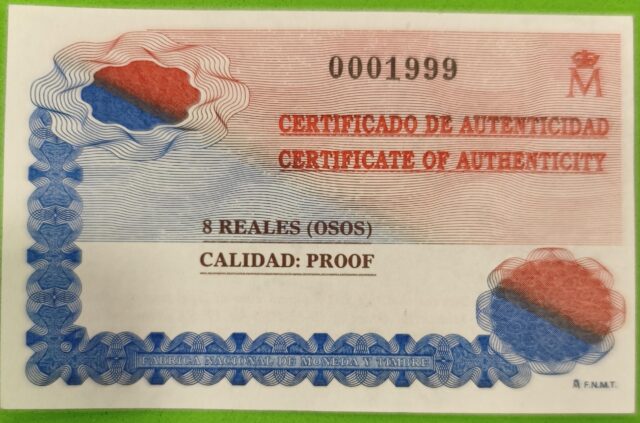 0001999
M
CERTIFICADO DE AUTENTICIDAD
CERTIFICATE OF AUTHENTICITY
8 REALES (OSOS)
CALIDAD: PROOF
FABRICA NACIONAL DE MONEDA Y TIMBRE
F.N.M.T.